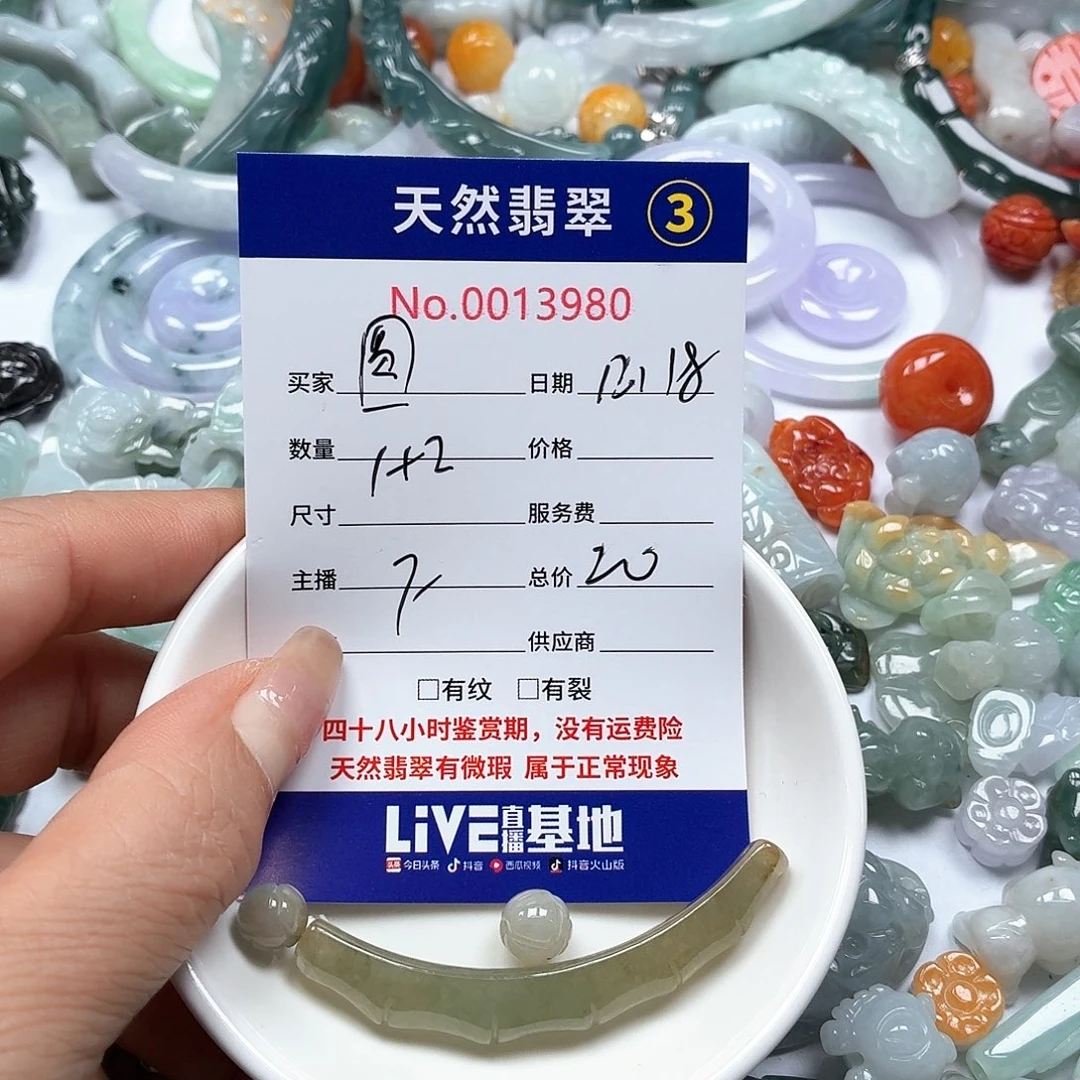 天然翡翠 3
No.0013980
买家 圆 日期 18
数量 1+2 价格
尺寸 服务费
主播 总价 20
供应商
□有纹 □有裂
四十八小时鉴赏期，没有运费险
天然翡翠有微瑕 属于正常现象
LiVE直播基地
头条 今日头条 抖音 西瓜视频 抖音火山版